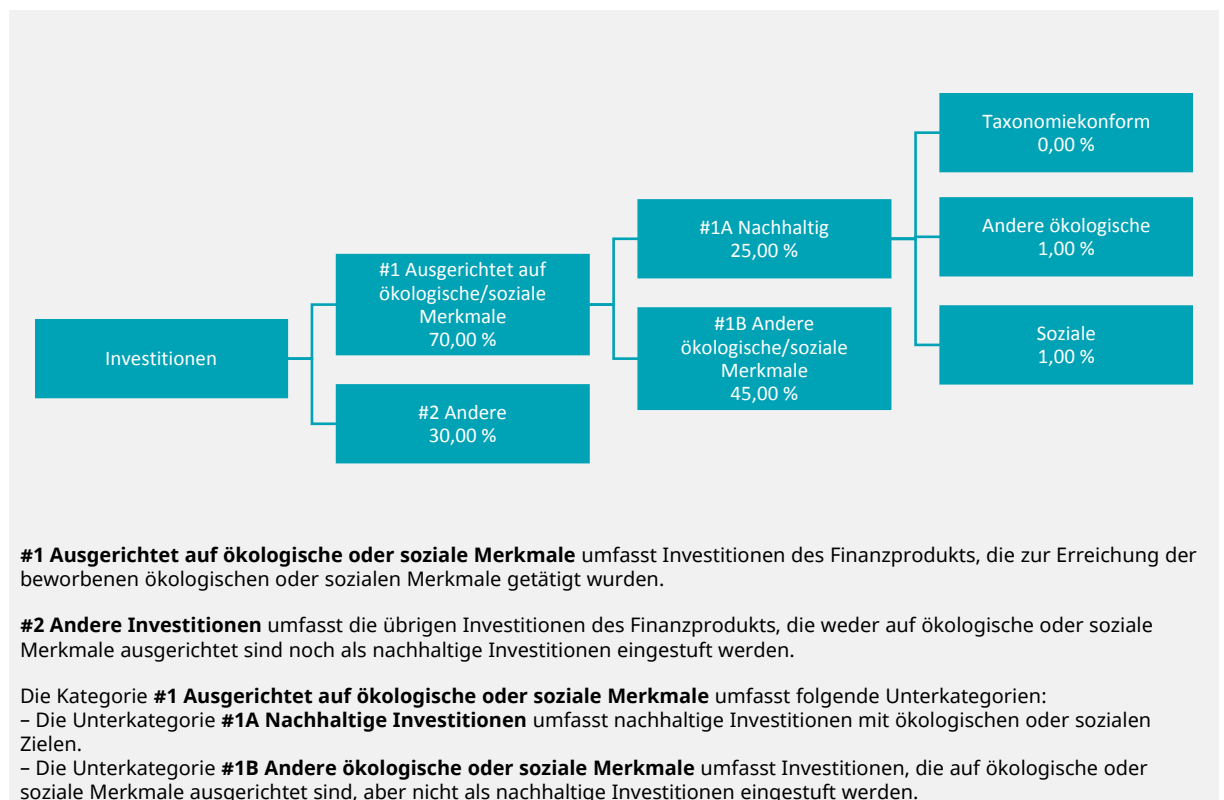 Investitionen
#1 Ausgerichtet auf
ökologische/soziale
Merkmale
70,00 %
#2 Andere
30,00 %
#1A Nachhaltig
25,00 %
#1B Andere
ökologische/soziale
Merkmale
45,00 %
Taxonomiekonform
0,00 %
Andere ökologische
1,00 %
Soziale
1,00 %
#1 Ausgerichtet auf ökologische oder soziale Merkmale umfasst Investitionen des Finanzprodukts, die zur Erreichung der
beworbenen ökologischen oder sozialen Merkmale getätigt wurden.
#2 Andere Investitionen umfasst die übrigen Investitionen des Finanzprodukts, die weder auf ökologische oder soziale
Merkmale ausgerichtet sind noch als nachhaltige Investitionen eingestuft werden.
Die Kategorie #1 Ausgerichtet auf ökologische oder soziale Merkmale umfasst folgende Unterkategorien:
– Die Unterkategorie #1A Nachhaltige Investitionen umfasst nachhaltige Investitionen mit ökologischen oder sozialen
Zielen.
– Die Unterkategorie #1B Andere ökologische oder soziale Merkmale umfasst Investitionen, die auf ökologische oder
soziale Merkmale ausgerichtet sind, aber nicht als nachhaltige Investitionen eingestuft werden.